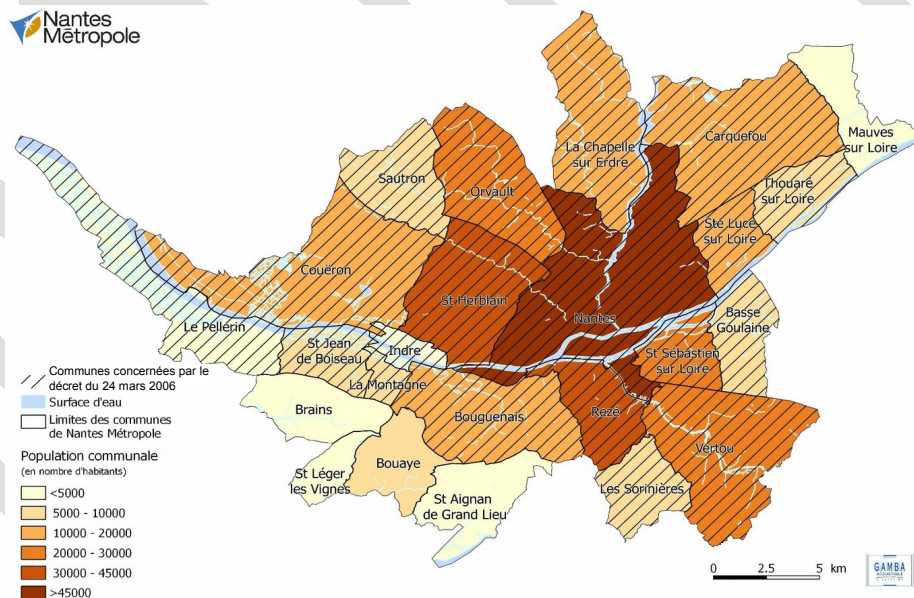 Nantes
Métropole
La Chapelle
sur Erdre
Carquefou
Mauves
sur Loire
Sautron
Orvault
Thouaré
sur Loire
Ste Luce
sur Loire
Couëron
St Herblain
Nantes
Basse
Goulaine
Le Pellerin
St Jean
de Boiseau
Indre
St Sébastien
sur Loire
La Montagne
Brains
Bouguenais
Rezé
Vertou
St Léger
les Vignes
Bouaye
St Aignan
de Grand Lieu
Les Sorinières
Communes concernées par le
décret du 24 mars 2006
Surface d'eau
Limites des communes
de Nantes Métropole
Population communale
(en nombre d'habitants)
<5000
5000 - 10000
10000 - 20000
20000 - 30000
30000 - 45000
>45000
0 2.5 5 km
GAMBA